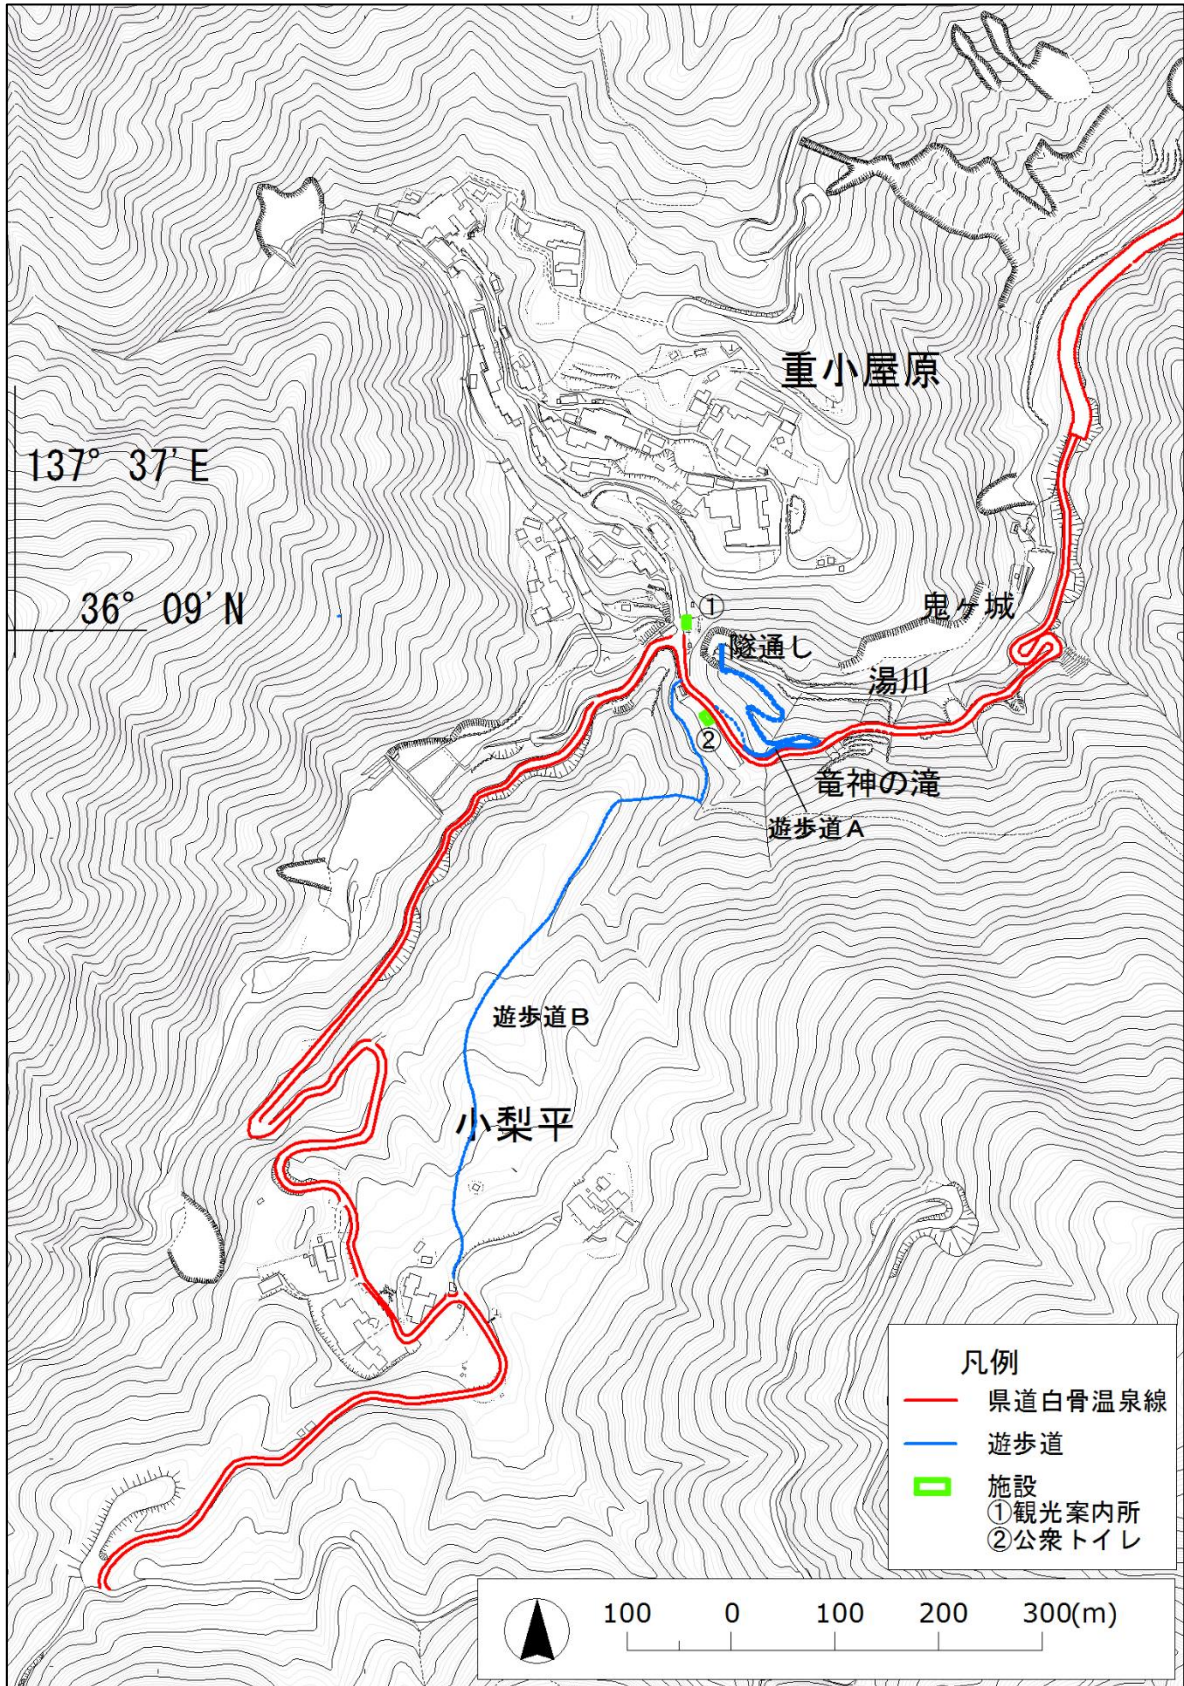 重小屋原
137° 37' E
36° 09' N
鬼ヶ城
①
隧通し
湯川
②
竜神の滝
遊歩道A
遊歩道B
小梨平
凡例
県道白骨温泉線
遊歩道
施設
①観光案内所
②公衆トイレ
100 0 100 200 300(m)